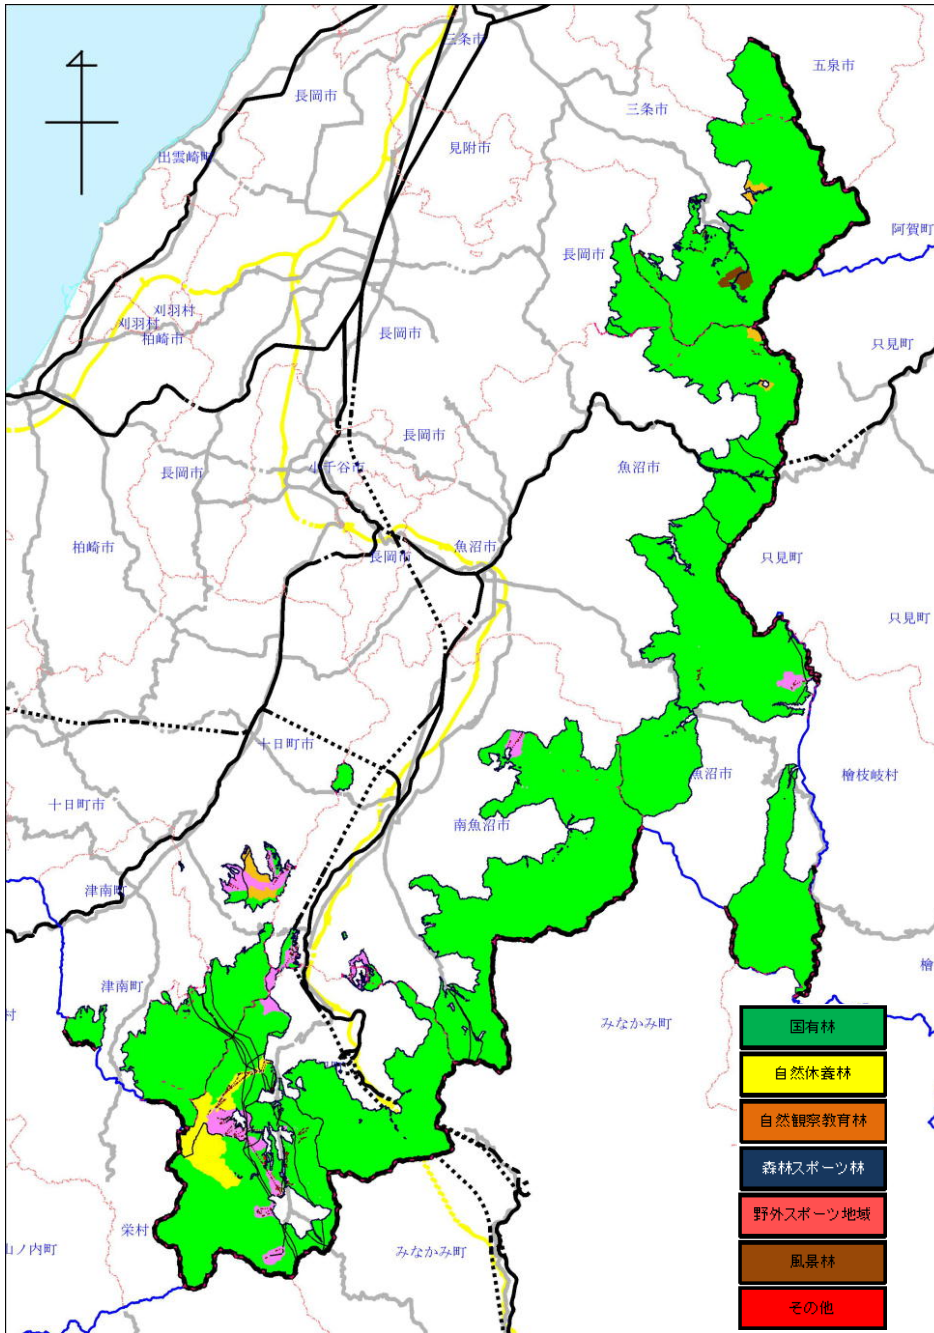 三条市
五泉市
長岡市
三条市
見附市
出雲崎町
阿賀町
長岡市
刈羽村
刈羽村
柏崎市
長岡市
只見町
長岡市
小千谷市
魚沼市
長岡市
柏崎市
長岡市
魚沼市
只見町
只見町
十日町市
魚沼市
檜枝岐村
十日町市
南魚沼市
津南町
檜
津南町
村
みなかみ町
国有林
自然休養林
自然観察教育林
森林スポーツ林
野外スポーツ地域
栄村
山ノ内町
みなかみ町
風景林
その他